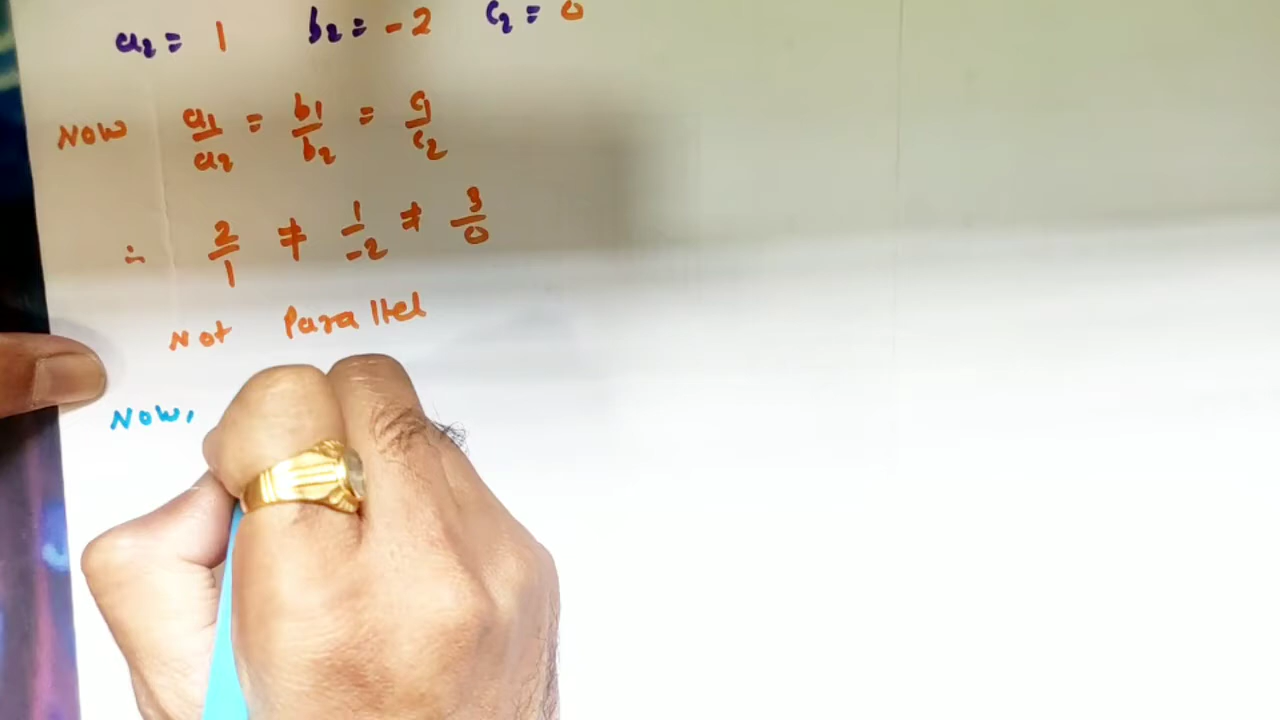 a₂ = 1 b₂ = -2 c₂ = 0
Now a₁/a₂ = b₁/b₂ = c₁/c₂
∴ 2/1 ≠ 1/-2 ≠ 3/0
Not Parallel
Now,